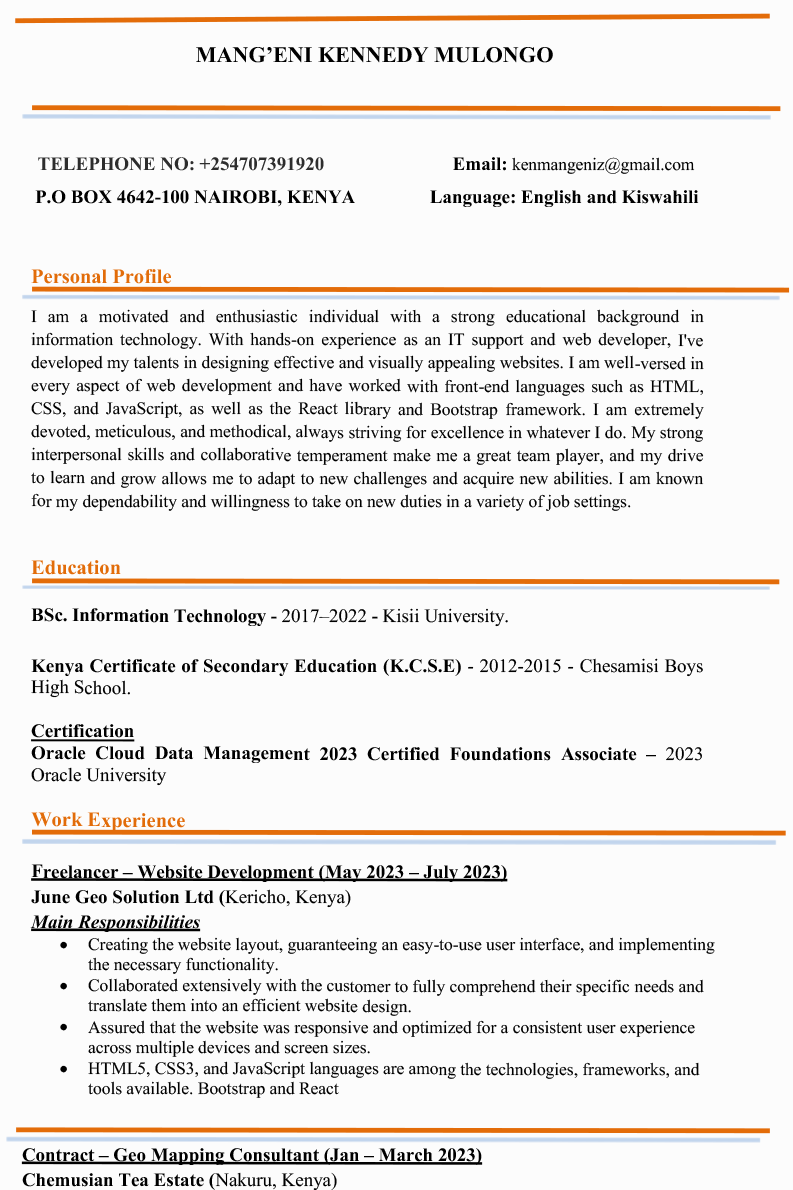 MANG’ENI KENNEDY MULONGO
TELEPHONE NO: +254707391920 Email: kenmangeniz@gmail.com
P.O BOX 4642-100 NAIROBI, KENYA Language: English and Kiswahili
Personal Profile
I am a motivated and enthusiastic individual with a strong educational background in
information technology. With hands-on experience as an IT support and web developer, I've
developed my talents in designing effective and visually appealing websites. I am well-versed in
every aspect of web development and have worked with front-end languages such as HTML,
CSS, and JavaScript, as well as the React library and Bootstrap framework. I am extremely
devoted, meticulous, and methodical, always striving for excellence in whatever I do. My strong
interpersonal skills and collaborative temperament make me a great team player, and my drive
to learn and grow allows me to adapt to new challenges and acquire new abilities. I am known
for my dependability and willingness to take on new duties in a variety of job settings.
Education
BSc. Information Technology - 2017–2022 - Kisii University.
Kenya Certificate of Secondary Education (K.C.S.E) - 2012-2015 - Chesamisi Boys
High School.
Certification
Oracle Cloud Data Management 2023 Certified Foundations Associate – 2023
Oracle University
Work Experience
Freelancer – Website Development (May 2023 – July 2023)
June Geo Solution Ltd (Kericho, Kenya)
Main Responsibilities
• Creating the website layout, guaranteeing an easy-to-use user interface, and implementing
the necessary functionality.
• Collaborated extensively with the customer to fully comprehend their specific needs and
translate them into an efficient website design.
• Assured that the website was responsive and optimized for a consistent user experience
across multiple devices and screen sizes.
• HTML5, CSS3, and JavaScript languages are among the technologies, frameworks, and
tools available. Bootstrap and React
Contract – Geo Mapping Consultant (Jan – March 2023)
Chemusian Tea Estate (Nakuru, Kenya)